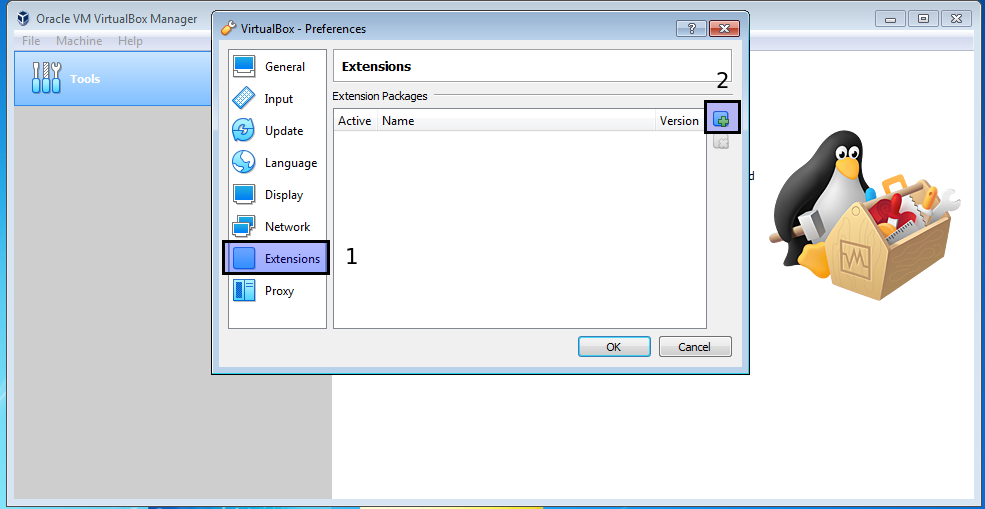 Oracle VM VirtualBox Manager
File Machine Help
Tools
VirtualBox - Preferences
?
General
Input
Update
Language
Display
Network
Extensions
Proxy
1
Extensions
2
Extension Packages
Active Name Version
OK Cancel
d